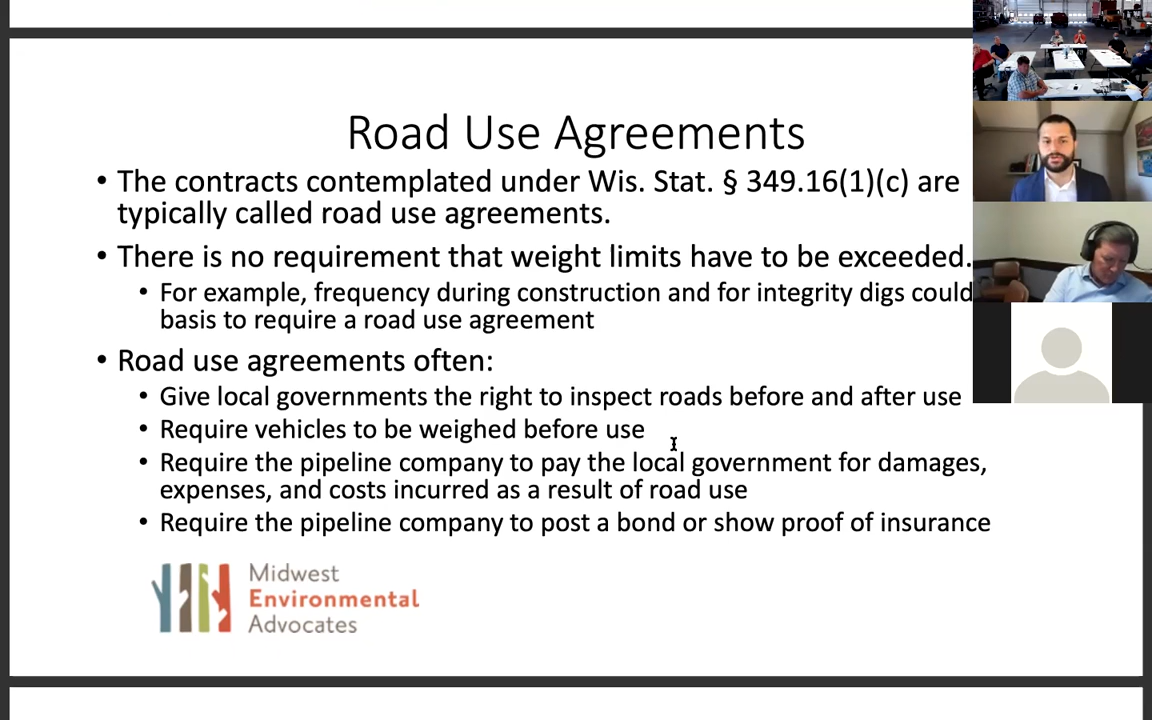 Road Use Agreements
• The contracts contemplated under Wis. Stat. § 349.16(1)(c) are
typically called road use agreements.
• There is no requirement that weight limits have to be exceeded.
• For example, frequency during construction and for integrity digs could
basis to require a road use agreement
• Road use agreements often:
• Give local governments the right to inspect roads before and after use
• Require vehicles to be weighed before use
• Require the pipeline company to pay the local government for damages,
expenses, and costs incurred as a result of road use
• Require the pipeline company to post a bond or show proof of insurance
Midwest
Environmental
Advocates